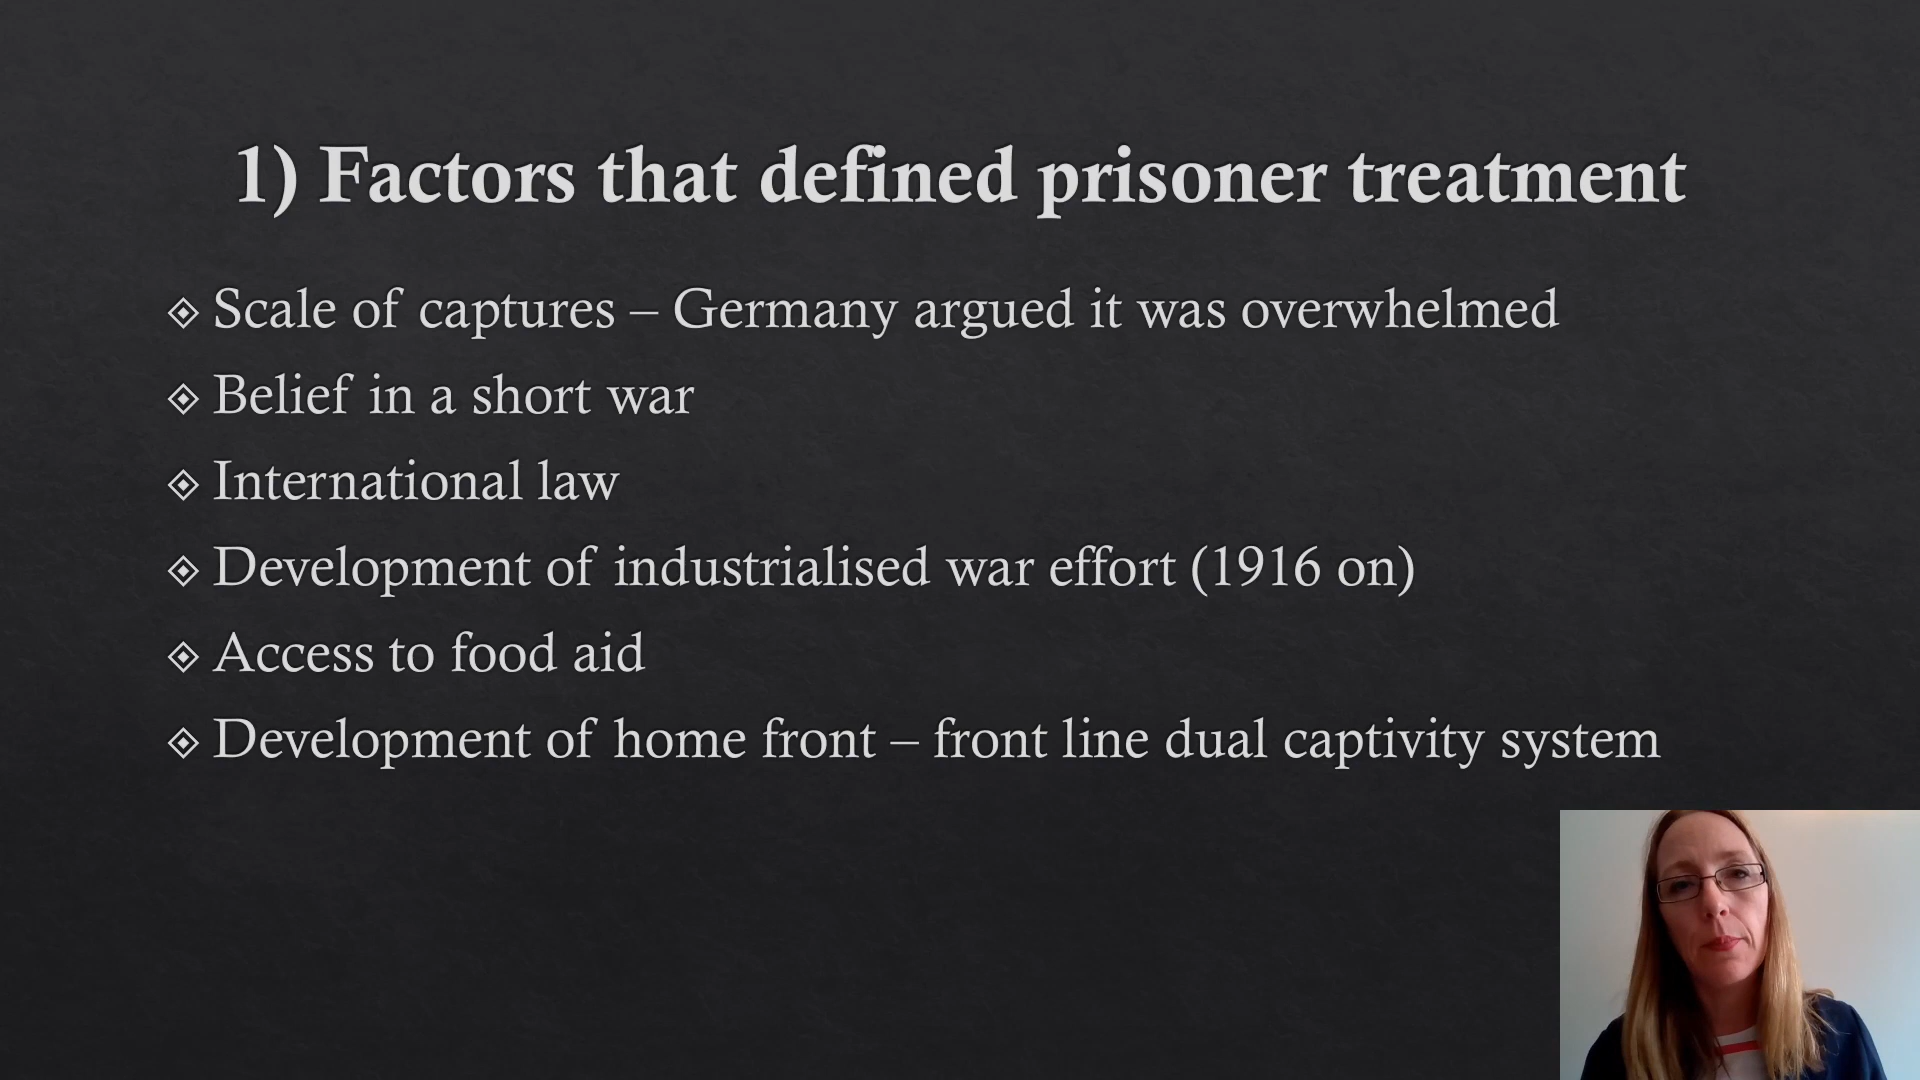 1) Factors that defined prisoner treatment
Scale of captures – Germany argued it was overwhelmed
Belief in a short war
International law
Development of industrialised war effort (1916 on)
Access to food aid
Development of home front – front line dual captivity system